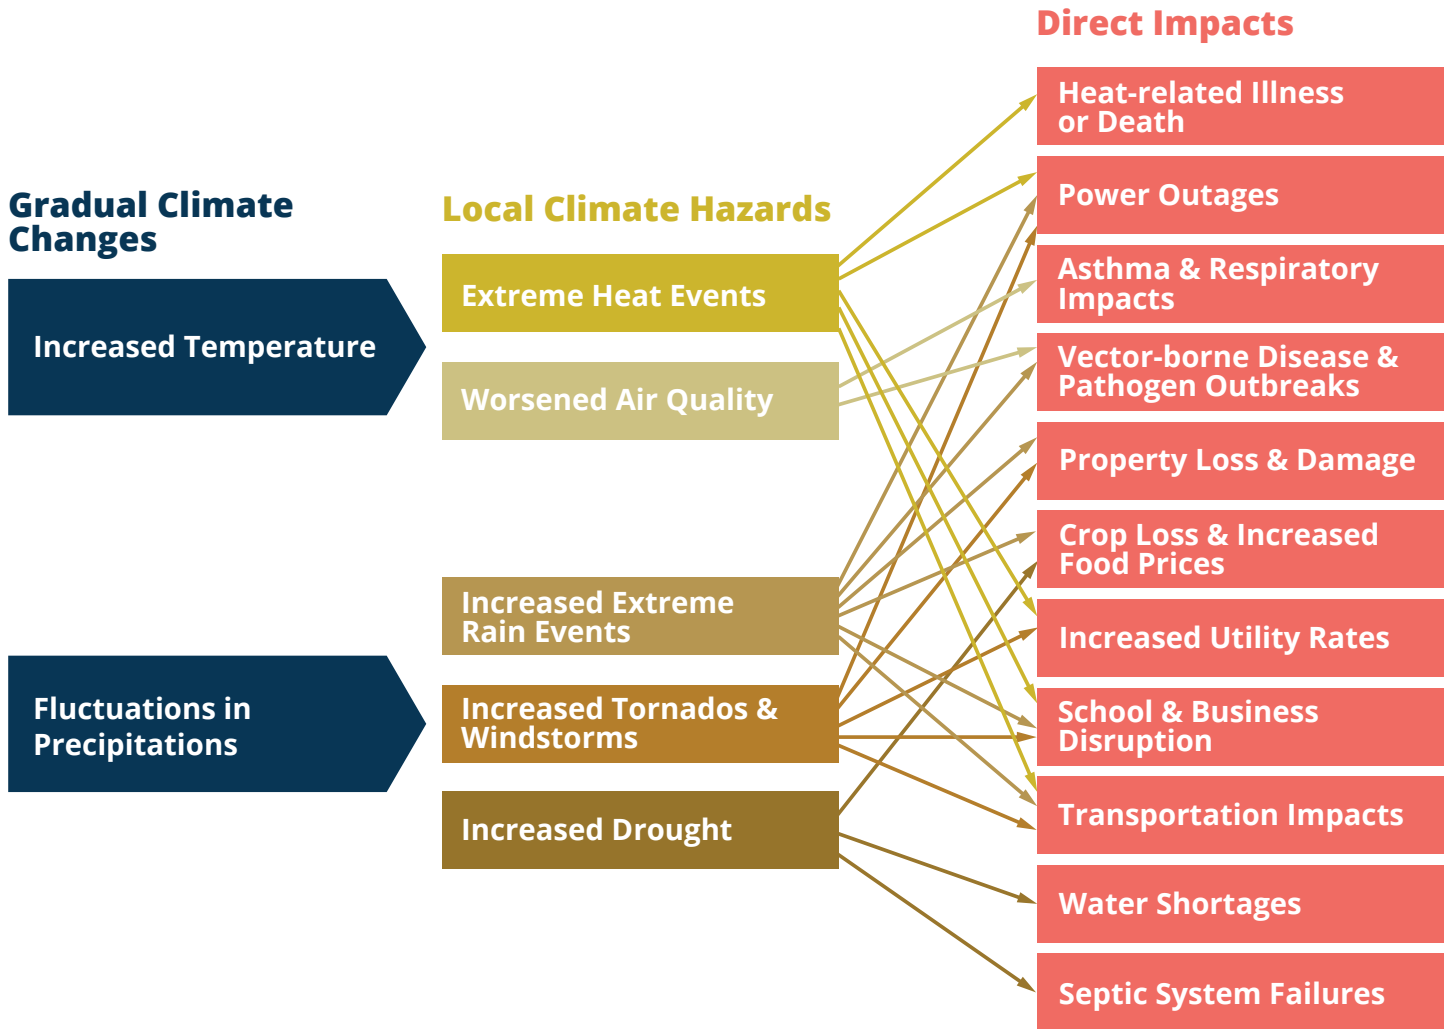 Gradual Climate
Changes
Increased Temperature
Fluctuations in
Precipitations
Local Climate Hazards
Extreme Heat Events
Worsened Air Quality
Increased Extreme
Rain Events
Increased Tornados &
Windstorms
Increased Drought
Direct Impacts
Heat-related Illness
or Death
Power Outages
Asthma & Respiratory
Impacts
Vector-borne Disease &
Pathogen Outbreaks
Property Loss & Damage
Crop Loss & Increased
Food Prices
Increased Utility Rates
School & Business
Disruption
Transportation Impacts
Water Shortages
Septic System Failures